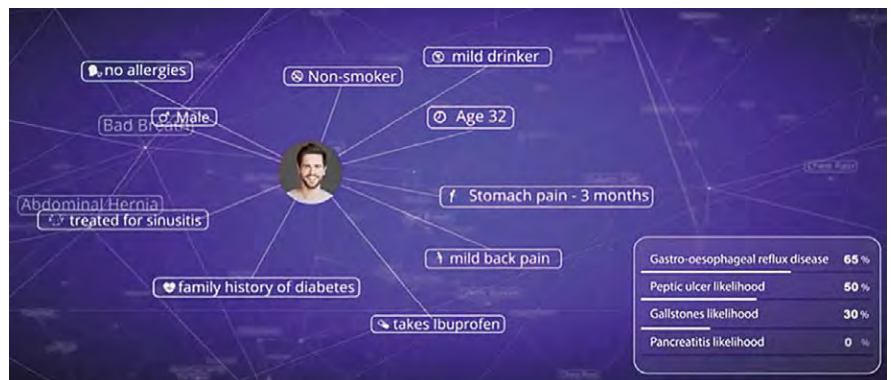 mild drinker
no allergies
Non-smoker
Male
Age 32
Bad Breath
Stomach pain - 3 months
Abdominal Hernia
treated for sinusitis
mild back pain
family history of diabetes
takes Ibuprofen
Gastro-oesophageal reflux disease 65 %
Peptic ulcer likelihood 50 %
Gallstones likelihood 30 %
Pancreatitis likelihood 0 %
Chest Pain